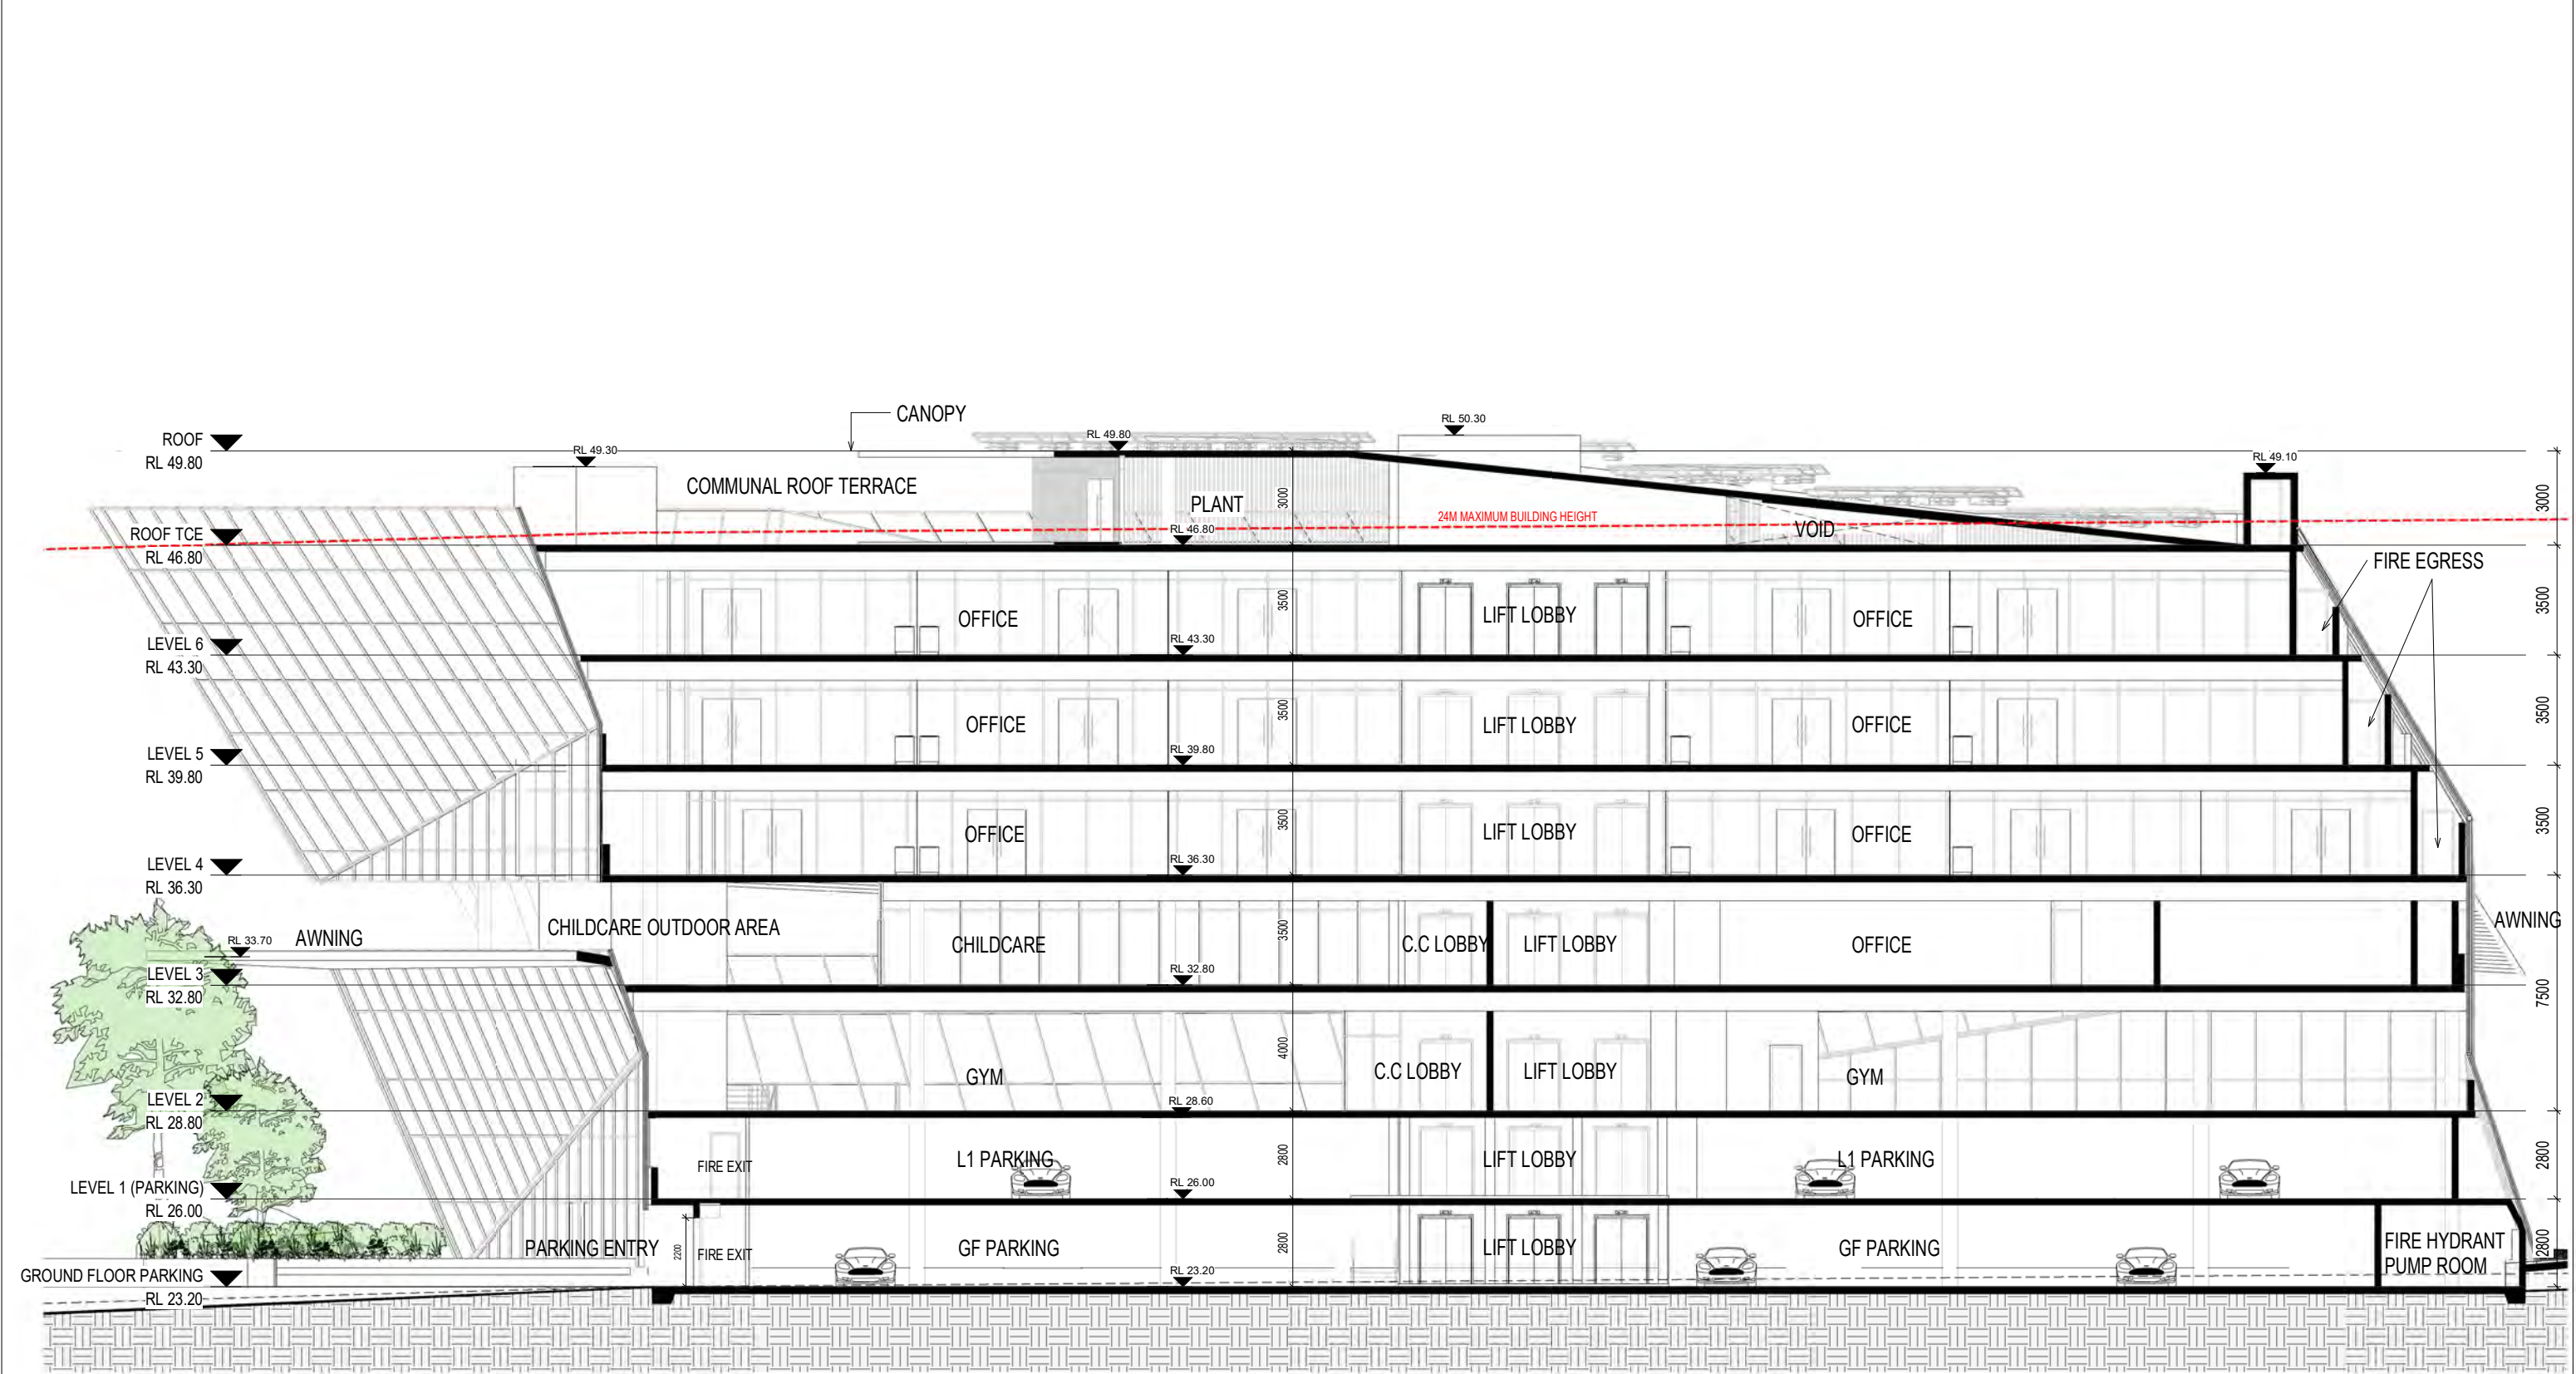 CANOPY
RL 50.30
ROOF
RL 49.80
RL 49.80
RL 49.30
RL 49.10
COMMUNAL ROOF TERRACE
PLANT
3000
3000
24M MAXIMUM BUILDING HEIGHT
VOID
ROOF TCE
RL 46.80
RL 46.80
FIRE EGRESS
OFFICE
3500
LIFT LOBBY
OFFICE
3500
LEVEL 6
RL 43.30
RL 43.30
OFFICE
3500
LIFT LOBBY
OFFICE
3500
LEVEL 5
RL 39.80
RL 39.80
OFFICE
3500
LIFT LOBBY
OFFICE
3500
LEVEL 4
RL 36.30
RL 36.30
AWNING
RL 33.70
CHILDCARE OUTDOOR AREA
CHILDCARE
3500
C.C LOBBY
LIFT LOBBY
OFFICE
AWNING
LEVEL 3
RL 32.80
RL 32.80
7500
GYM
4000
C.C LOBBY
LIFT LOBBY
GYM
LEVEL 2
RL 28.80
RL 28.60
FIRE EXIT
L1 PARKING
2800
LIFT LOBBY
L1 PARKING
2800
LEVEL 1 (PARKING)
RL 26.00
RL 26.00
PARKING ENTRY
2200
FIRE EXIT
GF PARKING
2800
LIFT LOBBY
GF PARKING
FIRE HYDRANT
PUMP ROOM
2800
GROUND FLOOR PARKING
RL 23.20
RL 23.20